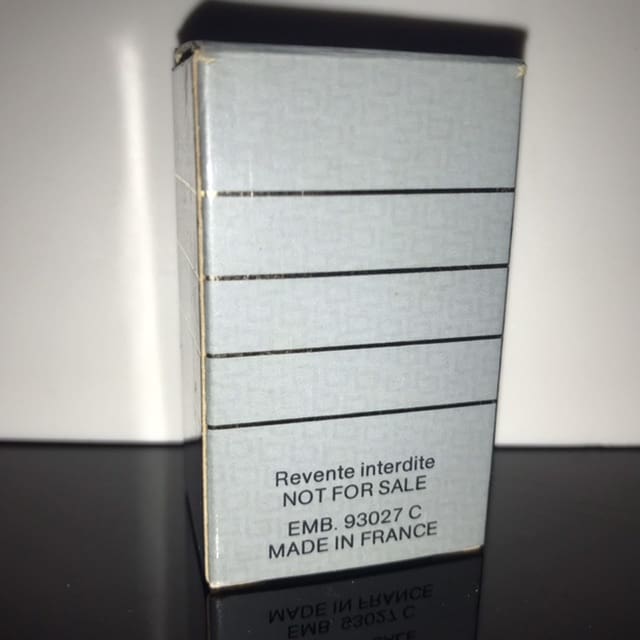 Revente interdite
NOT FOR SALE
EMB. 93027 C
MADE IN FRANCE